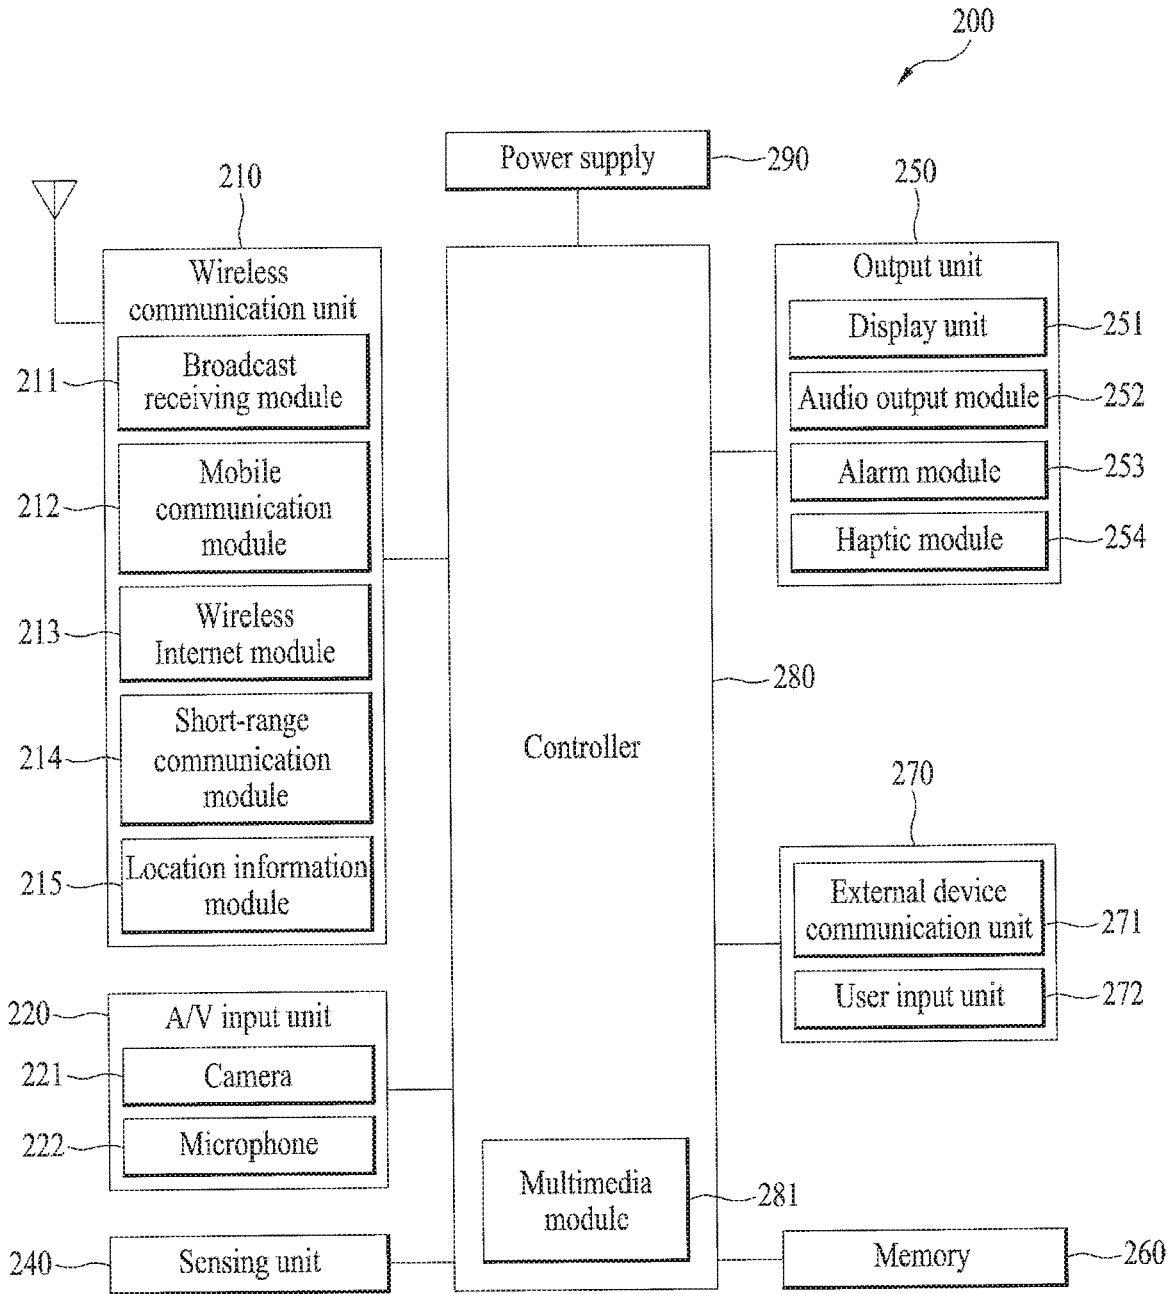 200
Power supply
290
210
250
Wireless
communication unit
Output unit
Broadcast
receiving module
211
Display unit
251
Audio output module
252
Mobile
communication
module
212
Alarm module
253
Haptic module
254
Wireless
Internet module
213
280
Short-range
communication
module
214
Controller
270
Location information
module
215
External device
communication unit
271
User input unit
272
220
A/V input unit
221
Camera
222
Microphone
Multimedia
module
281
240
Sensing unit
Memory
260